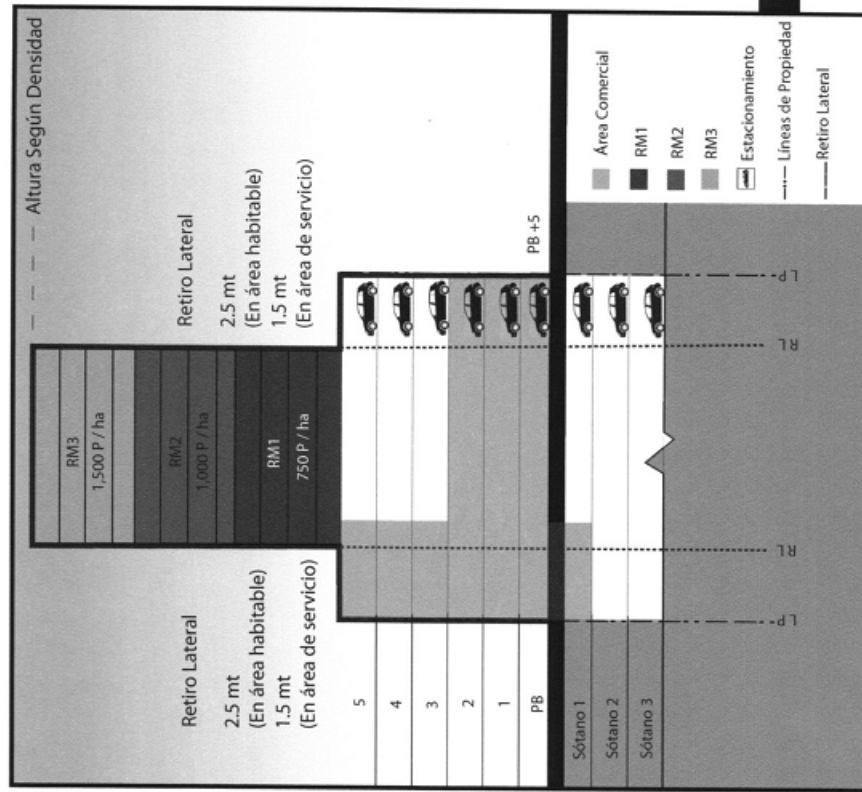 Altura Según Densidad
RM3
1,500 P / ha
RM2
1,000 P / ha
RM1
750 P / ha
Retiro Lateral
2.5 mt
(En área habitable)
1.5 mt
(En área de servicio)
Retiro Lateral
2.5 mt
(En área habitable)
1.5 mt
(En área de servicio)
5
4
3
2
1
PB
PB +5
Sótano 1
Sótano 2
Sótano 3
LP
RL
RL
LP
Área Comercial
RM1
RM2
RM3
Estacionamiento
Líneas de Propiedad
Retiro Lateral